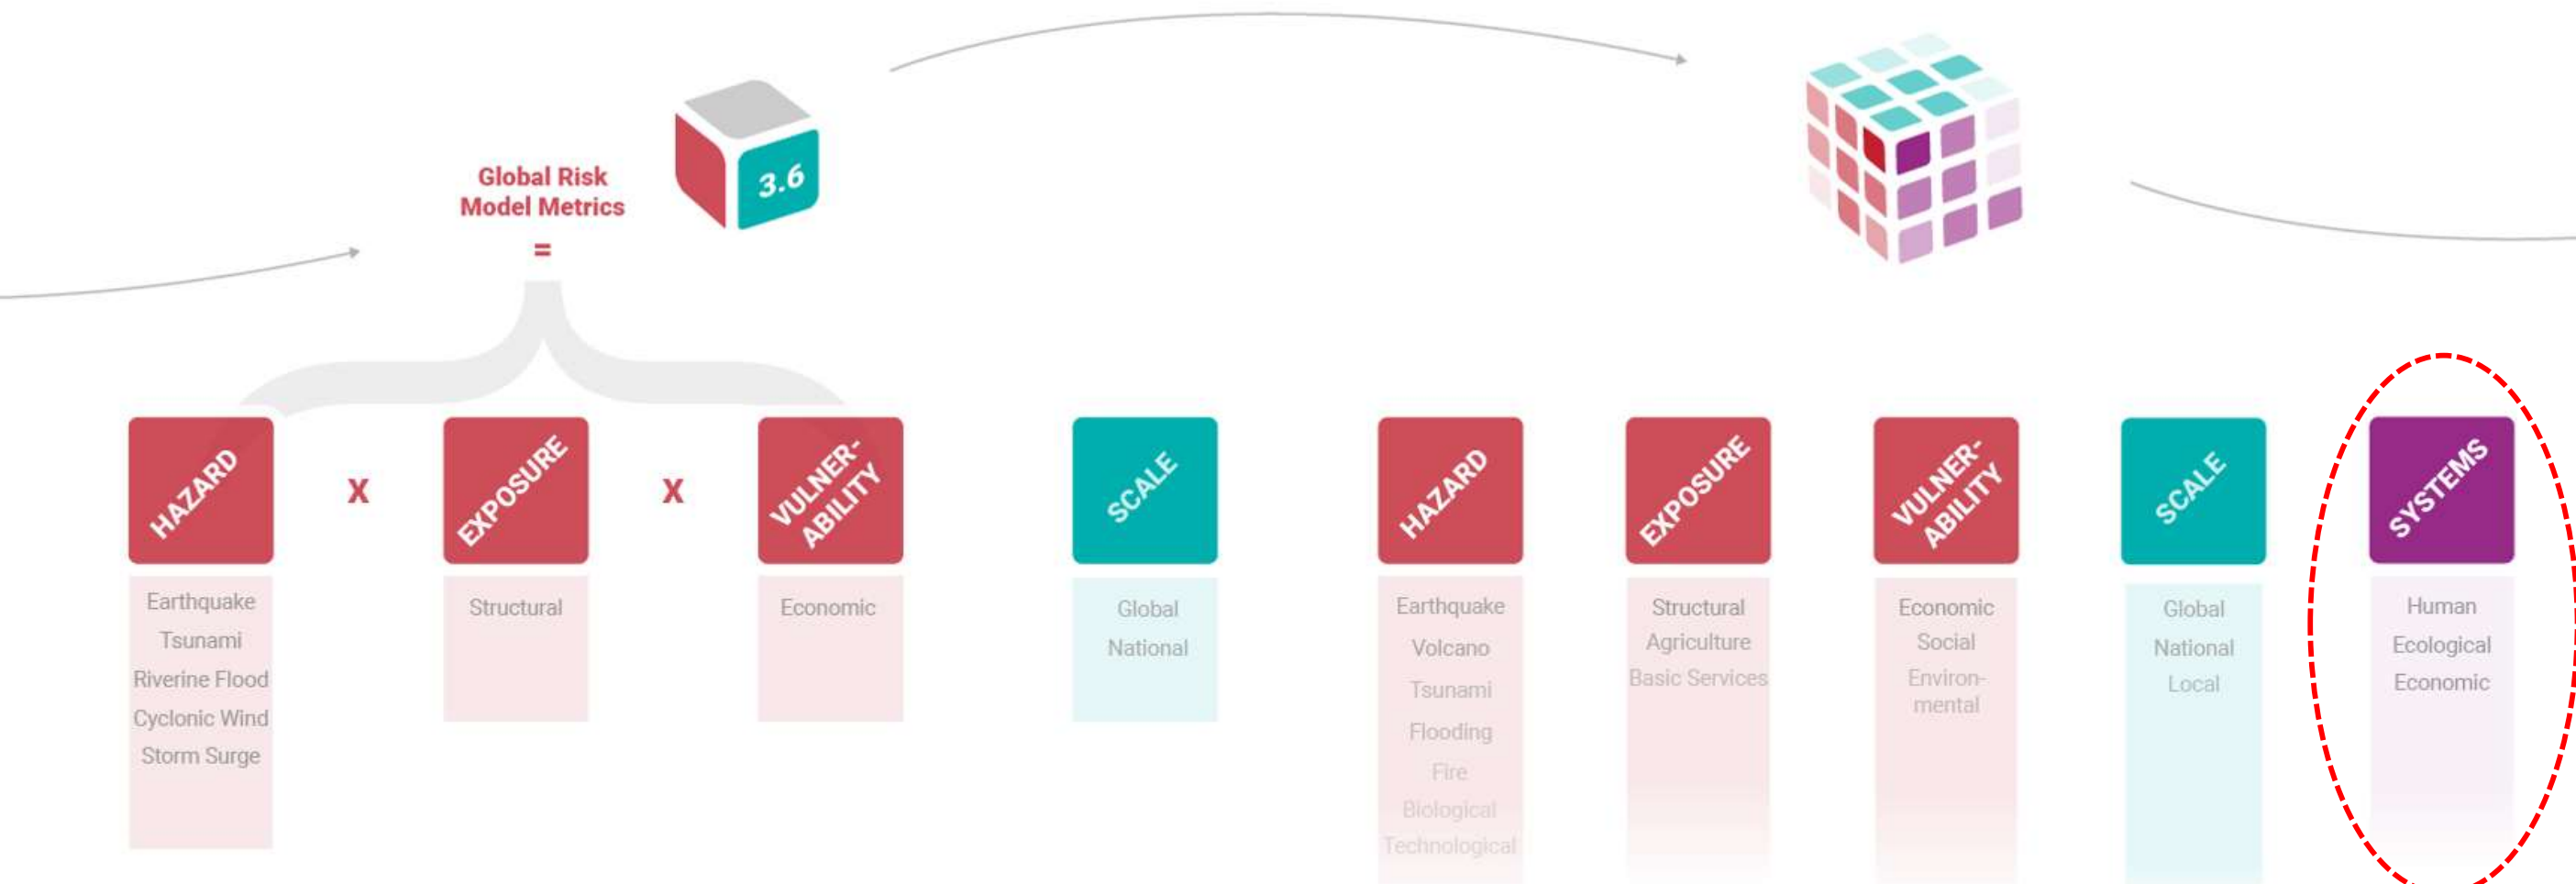 Global Risk
Model Metrics
=
3.6
HAZARD
X
EXPOSURE
X
VULNER-
ABILITY
SCALE
Earthquake
Tsunami
Riverine Flood
Cyclonic Wind
Storm Surge
Structural
Economic
Global
National
HAZARD
EXPOSURE
VULNER-
ABILITY
SCALE
SYSTEMS
Earthquake
Volcano
Tsunami
Flooding
Fire
Biological
Technological
Structural
Agriculture
Basic Services
Economic
Social
Environ-
mental
Global
National
Local
Human
Ecological
Economic